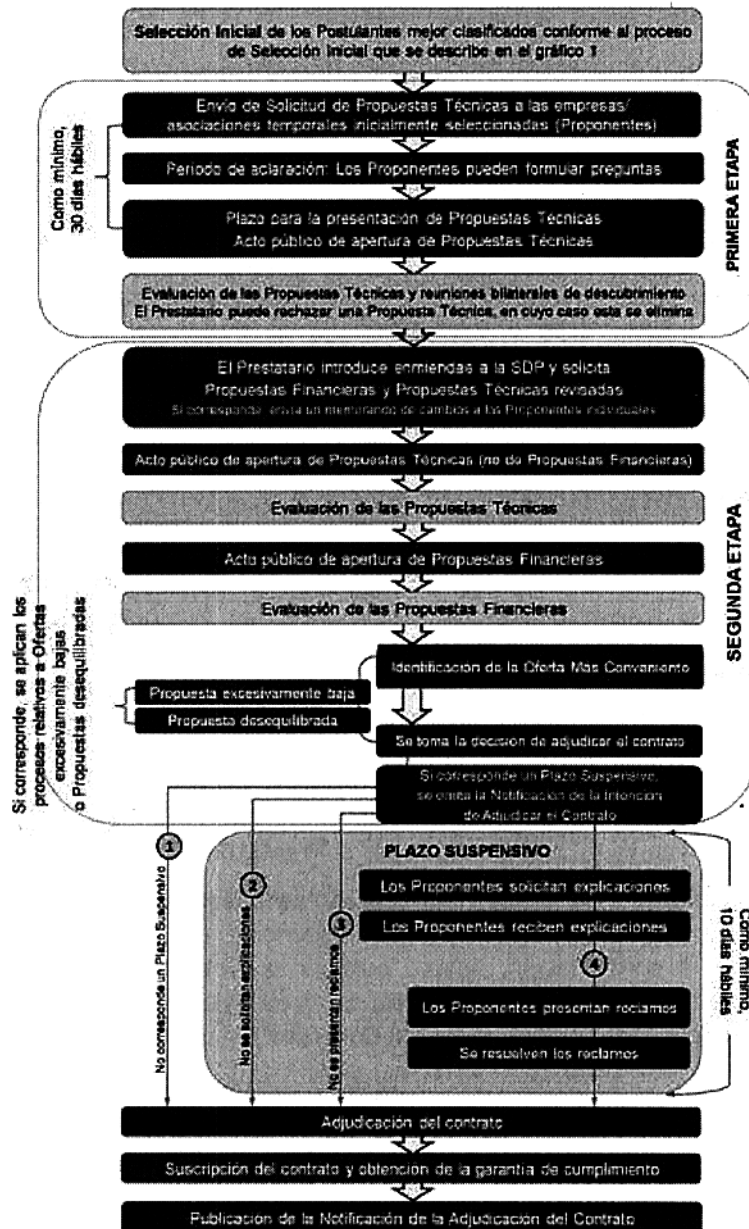 Selección Inicial de los Postulantes mejor clasificados conforme al proceso
de Selección Inicial que se describe en el gráfico 1
Como mínimo,
30 días hábiles
PRIMERA ETAPA
Envío de Solicitud de Propuestas Técnicas a las empresas/
asociaciones temporales inicialmente seleccionadas (Proponentes)
Periodo de aclaración: Los Proponentes pueden formular preguntas
Plazo para la presentación de Propuestas Técnicas
Acto público de apertura de Propuestas Técnicas
Evaluación de las Propuestas Técnicas y reuniones bilaterales de descubrimiento
El Prestatario puede rechazar una Propuesta Técnica, en cuyo caso esta se elimina
SEGUNDA ETAPA
El Prestatario introduce enmiendas a la SDP y solicita
Propuestas Financieras y Propuestas Técnicas revisadas
Si corresponde, envía un memorando de cambios a los Proponentes individuales
Acto público de apertura de Propuestas Técnicas (no de Propuestas Financieras)
Evaluación de las Propuestas Técnicas
Acto público de apertura de Propuestas Financieras
Evaluación de las Propuestas Financieras
Si corresponde, se aplican los
procesos relativos a Ofertas
excesivamente bajas
o Propuestas desequilibradas
Identificación de la Oferta Más Conveniente
Propuesta excesivamente baja
Propuesta desequilibrada
Se toma la decisión de adjudicar el contrato
Si corresponde un Plazo Suspensivo,
se emite la Notificación de la Intención
de Adjudicar el Contrato
1
No corresponde un Plazo Suspensivo
2
No se solicitan explicaciones
3
No se presentan reclamos
PLAZO SUSPENSIVO
Los Proponentes solicitan explicaciones
Los Proponentes reciben explicaciones
4
Los Proponentes presentan reclamos
Se resuelven los reclamos
Como mínimo,
10 días hábiles
Adjudicación del contrato
Suscripción del contrato y obtención de la garantía de cumplimiento
Publicación de la Notificación de la Adjudicación del Contrato